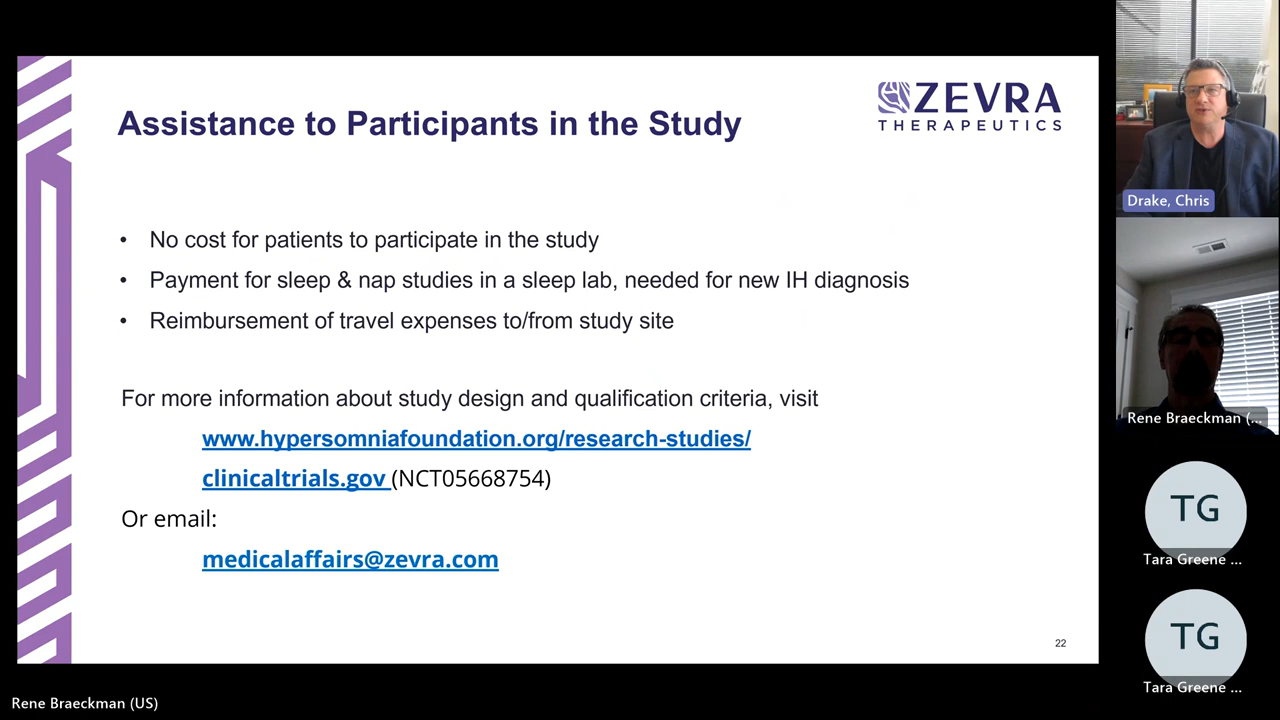 Assistance to Participants in the Study
ZEVRA
THERAPEUTICS
• No cost for patients to participate in the study
• Payment for sleep & nap studies in a sleep lab, needed for new IH diagnosis
• Reimbursement of travel expenses to/from study site
For more information about study design and qualification criteria, visit
www.hypersomniafoundation.org/research-studies/
clinicaltrials.gov (NCT05668754)
Or email:
medicalaffairs@zevra.com
22
Drake, Chris
Rene Braeckman (...
TG
Tara Greene ...
TG
Tara Greene ...
Rene Braeckman (US)